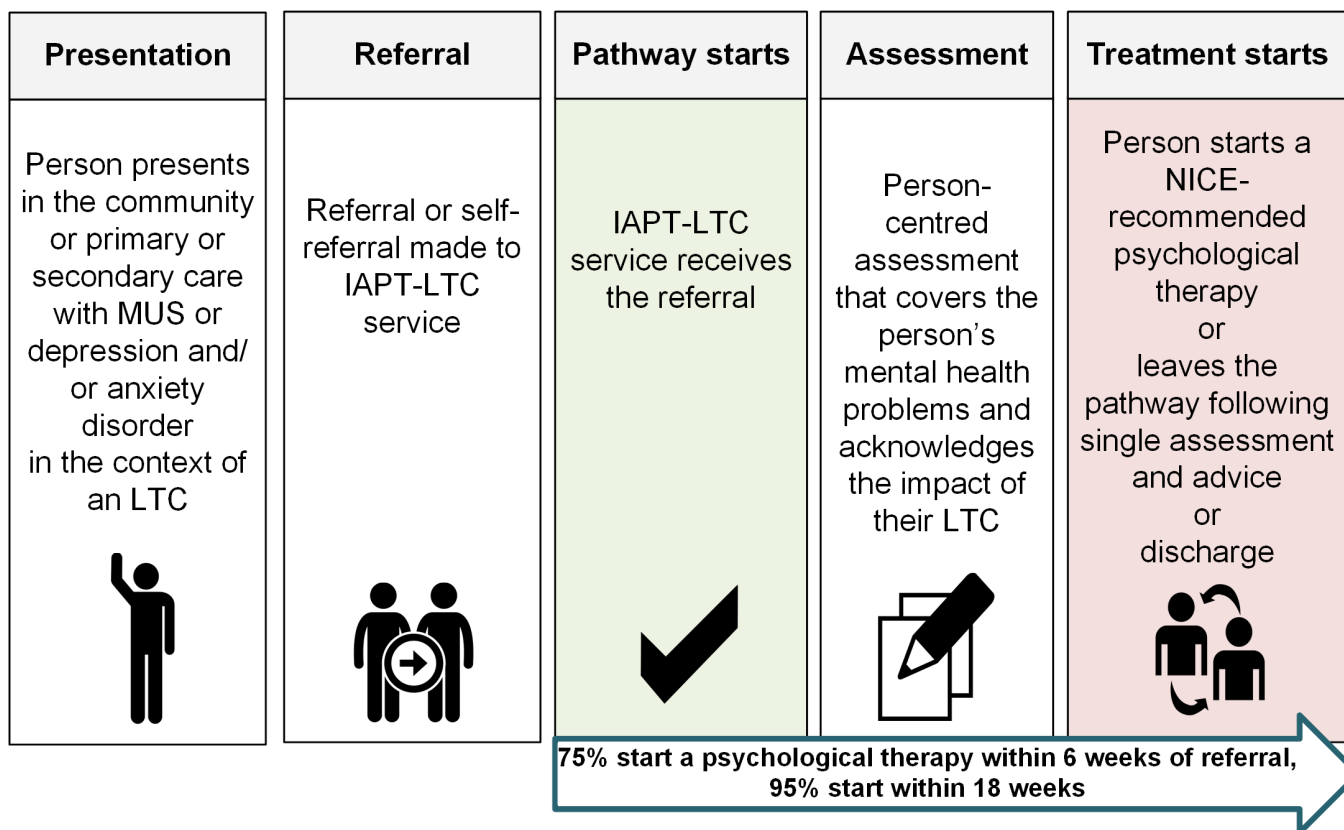 Presentation
Person presents
in the community
or primary or
secondary care
with MUS or
depression and/
or anxiety
disorder
in the context of
an LTC
Referral
Referral or self-
referral made to
IAPT-LTC
service
Pathway starts
IAPT-LTC
service receives
the referral
Assessment
Person-
centred
assessment
that covers the
person’s
mental health
problems and
acknowledges
the impact of
their LTC
Treatment starts
Person starts a
NICE-
recommended
psychological
therapy
or
leaves the
pathway following
single assessment
and advice
or
discharge
75% start a psychological therapy within 6 weeks of referral,
95% start within 18 weeks